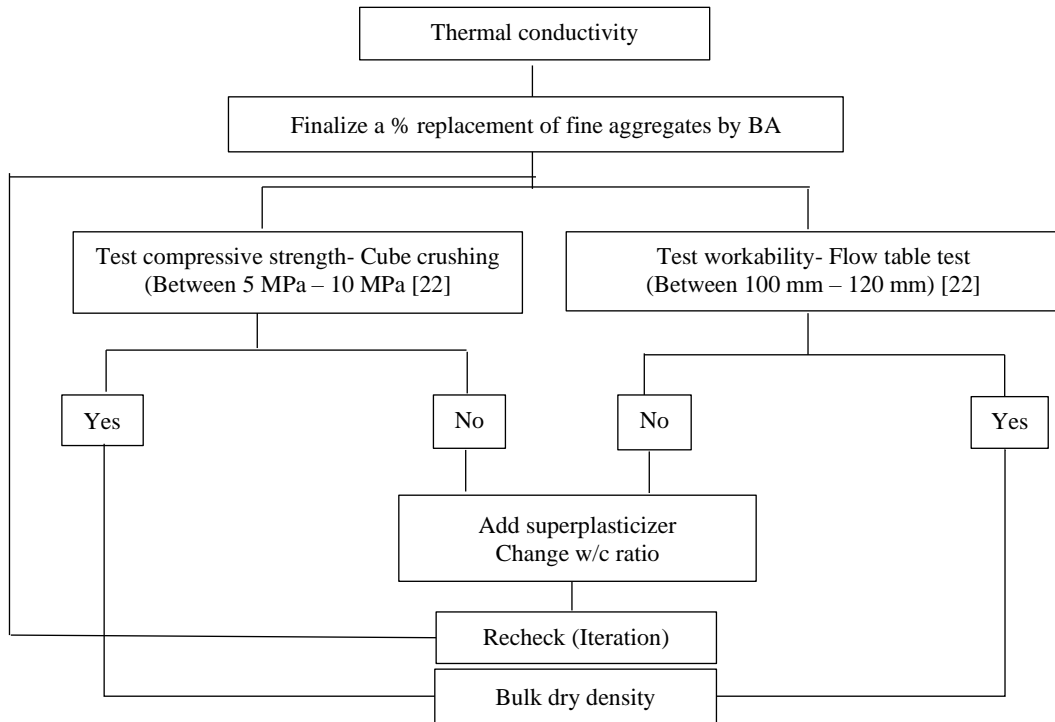 Thermal conductivity
Finalize a % replacement of fine aggregates by BA
Test compressive strength- Cube crushing
(Between 5 MPa – 10 MPa [22]
Test workability- Flow table test
(Between 100 mm – 120 mm) [22]
Yes
No
No
Yes
Add superplasticizer
Change w/c ratio
Recheck (Iteration)
Bulk dry density